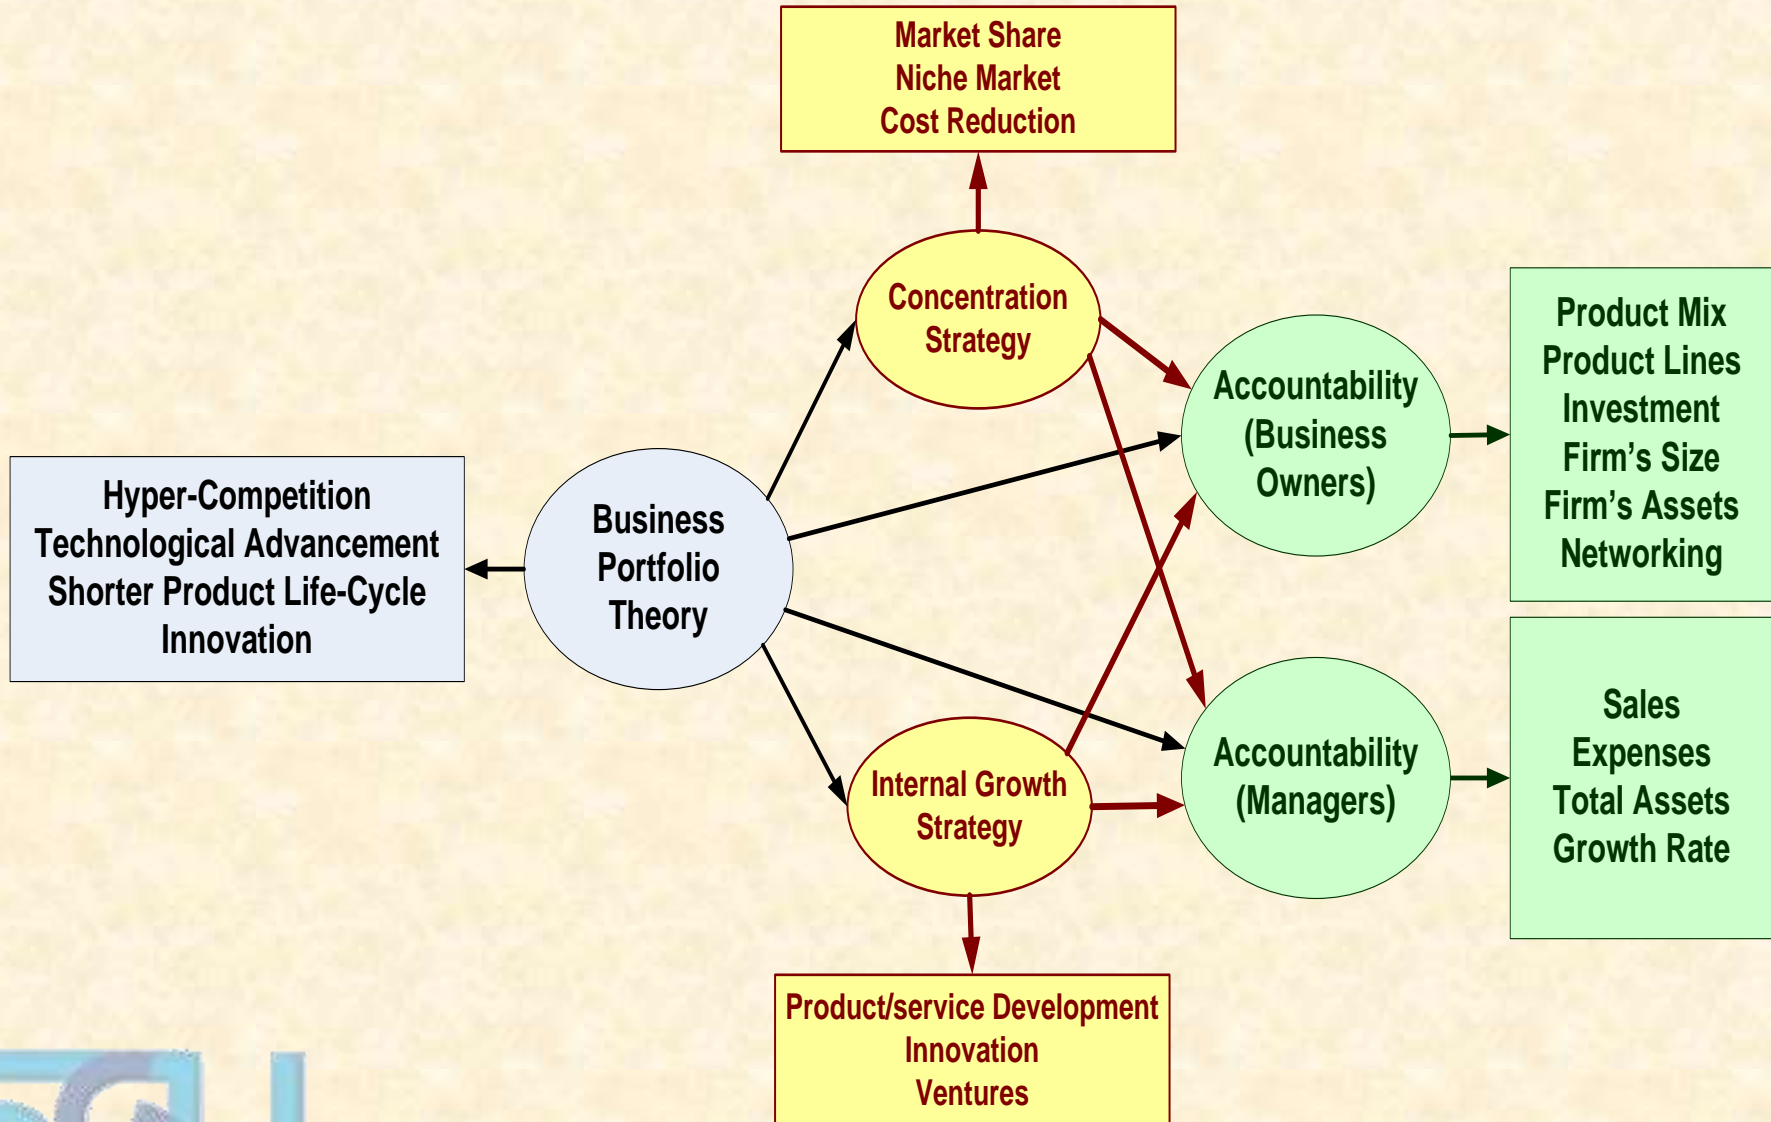 Market Share
Niche Market
Cost Reduction
Concentration
Strategy
Product Mix
Product Lines
Investment
Firm's Size
Firm's Assets
Networking
Accountability
(Business
Owners)
Hyper-Competition
Technological Advancement
Shorter Product Life-Cycle
Innovation
Business
Portfolio
Theory
Internal Growth
Strategy
Accountability
(Managers)
Sales
Expenses
Total Assets
Growth Rate
Product/service Development
Innovation
Ventures